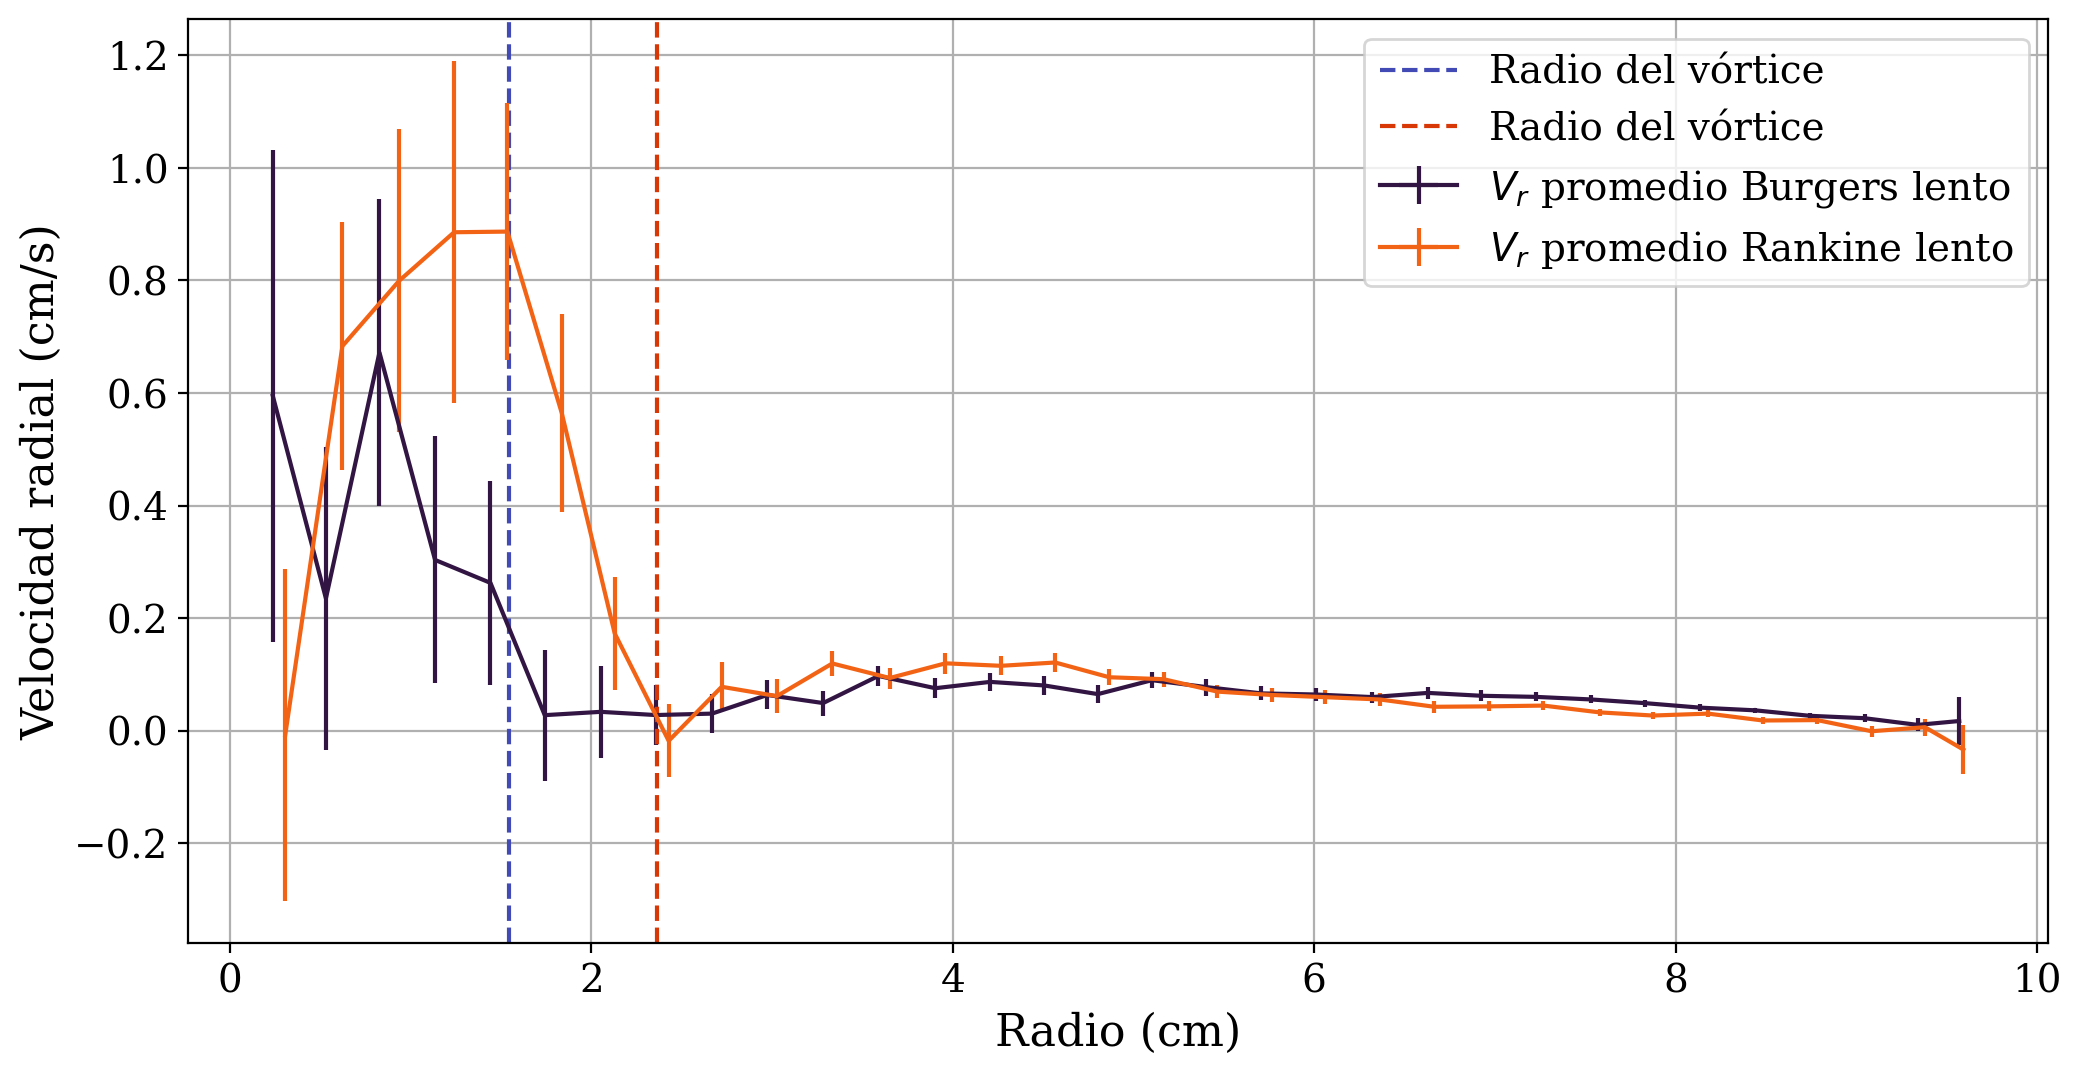 1.2
1.0
0.8
0.6
0.4
0.2
0.0
−0.2
Velocidad radial (cm/s)
Radio del vórtice
Radio del vórtice
Vr promedio Burgers lento
Vr promedio Rankine lento
0 2 4 6 8 10
Radio (cm)